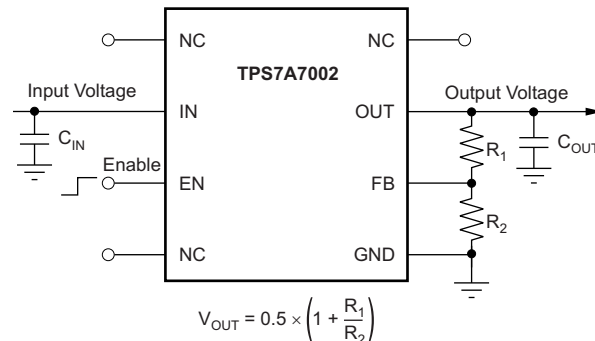 NC
NC
TPS7A7002
Input Voltage
IN
OUT
Output Voltage
C_IN
R_1
C_OUT
Enable
EN
FB
R_2
NC
GND
V_OUT = 0.5 × (1 + R_1/R_2)